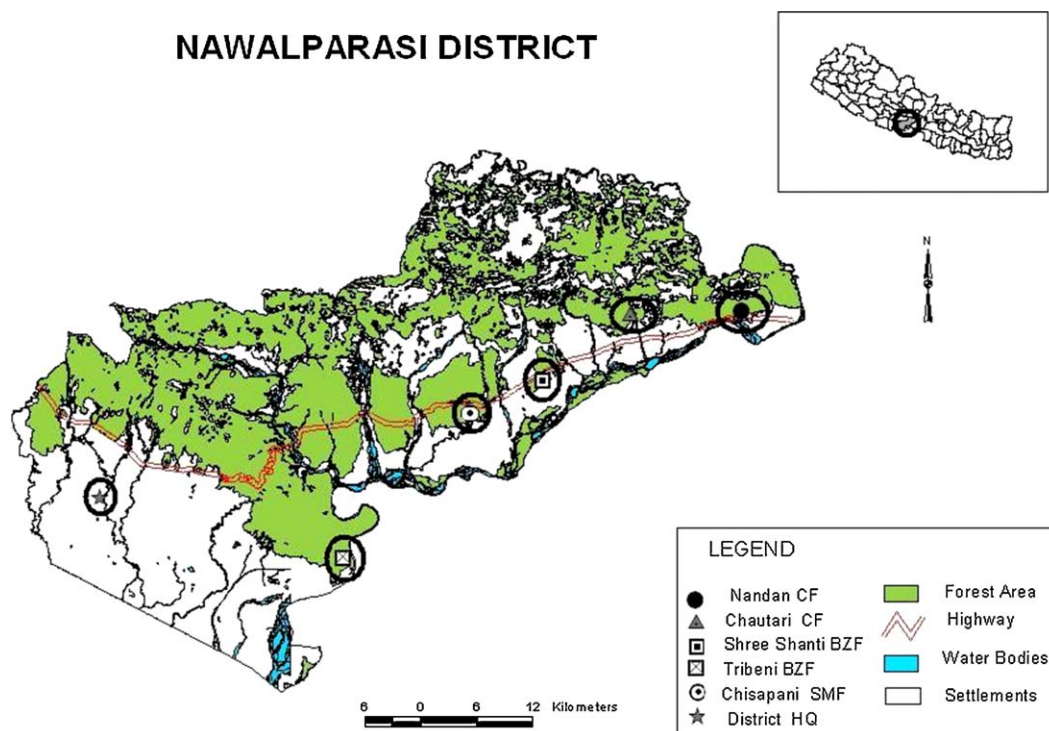 NAWALPARASI DISTRICT
N
LEGEND
Nandan CF
Chautari CF
Shree Shanti BZF
Tribeni BZF
Chisapani SMF
District HQ
Forest Area
Highway
Water Bodies
Settlements
6 0 6 12 Kilometers